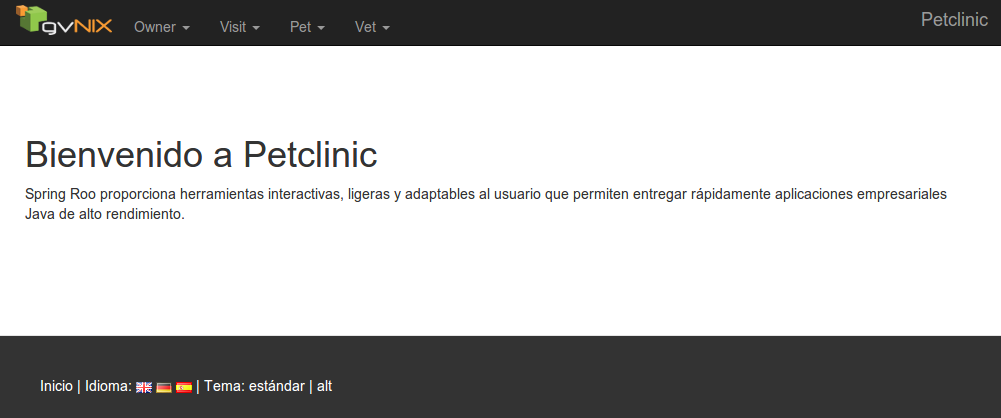 gvNIX Owner Visit Pet Vet Petclinic
Bienvenido a Petclinic
Spring Roo proporciona herramientas interactivas, ligeras y adaptables al usuario que permiten entregar rápidamente aplicaciones empresariales
Java de alto rendimiento.
Inicio | Idioma: | Tema: estándar | alt